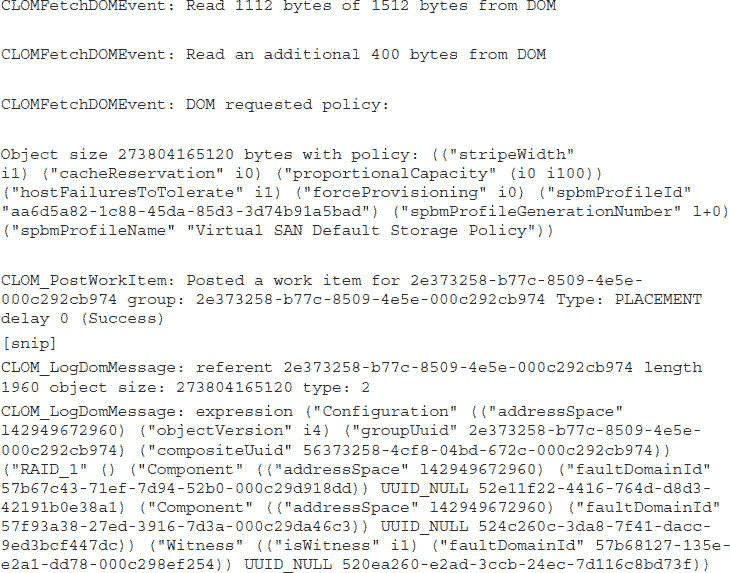 CLOMFetchDOMEvent: Read 1112 bytes of 1512 bytes from DOM
CLOMFetchDOMEvent: Read an additional 400 bytes from DOM
CLOMFetchDOMEvent: DOM requested policy:
Object size 273804165120 bytes with policy: (("stripeWidth"
i1) ("cacheReservation" i0) ("proportionalCapacity" (i0 i100))
("hostFailuresToTolerate" i1) ("forceProvisioning" i0) ("spbmProfileId"
"aa6d5a82-1c88-45da-85d3-3d74b91a5bad") ("spbmProfileGenerationNumber" l+0)
("spbmProfileName" "Virtual SAN Default Storage Policy"))
CLOM_PostWorkItem: Posted a work item for 2e373258-b77c-8509-4e5e-
000c292cb974 group: 2e373258-b77c-8509-4e5e-000c292cb974 Type: PLACEMENT
delay 0 (Success)
[snip]
CLOM_LogDomMessage: referent 2e373258-b77c-8509-4e5e-000c292cb974 length
1960 object size: 273804165120 type: 2
CLOM_LogDomMessage: expression ("Configuration" (("addressSpace"
l42949672960) ("objectVersion" i4) ("groupUuid" 2e373258-b77c-8509-4e5e-
000c292cb974) ("compositeUuid" 56373258-4cf8-04bd-672c-000c292cb974))
("RAID_1" () ("Component" (("addressSpace" l42949672960) ("faultDomainId"
57b67c43-71ef-7d94-52b0-000c29d918dd)) UUID_NULL 52e11f22-4416-764d-d8d3-
42191b0e38a1) ("Component" (("addressSpace" l42949672960) ("faultDomainId"
57f93a38-27ed-3916-7d3a-000c29da46c3)) UUID_NULL 524c260c-3da8-7f41-dacc-
9ed3bcf447dc)) ("Witness" (("isWitness" i1) ("faultDomainId" 57b68127-135e-
e2a1-dd78-000c298ef254)) UUID_NULL 520ea260-e2ad-3ccb-24ec-7d116c8bd73f))